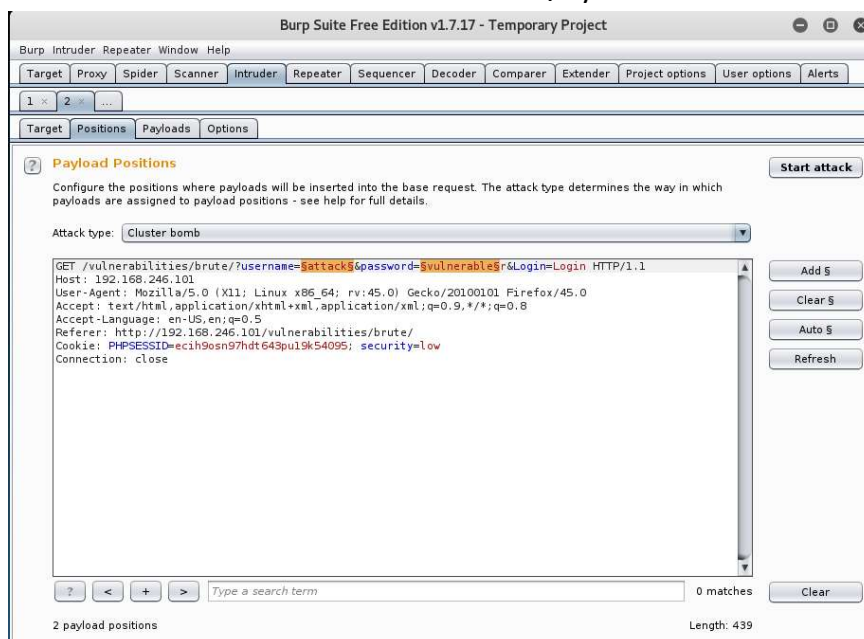 Burp Suite Free Edition v1.7.17 - Temporary Project
Burp Intruder Repeater Window Help
Target Proxy Spider Scanner Intruder Repeater Sequencer Decoder Comparer Extender Project options User options Alerts
1 × 2 × ...
Target Positions Payloads Options
? Payload Positions
Start attack
Configure the positions where payloads will be inserted into the base request. The attack type determines the way in which
payloads are assigned to payload positions - see help for full details.
Attack type: Cluster bomb
GET /vulnerabilities/brute/?username=§attack§&password=§vulnerable§r&Login=Login HTTP/1.1
Host: 192.168.246.101
User-Agent: Mozilla/5.0 (X11; Linux x86_64; rv:45.0) Gecko/20100101 Firefox/45.0
Accept: text/html,application/xhtml+xml,application/xml;q=0.9,*/*;q=0.8
Accept-Language: en-US,en;q=0.5
Referer: http://192.168.246.101/vulnerabilities/brute/
Cookie: PHPSESSID=ecih9osn97hdt643pu19k54095; security=low
Connection: close
Add §
Clear §
Auto §
Refresh
? < + > Type a search term 0 matches Clear
2 payload positions Length: 439